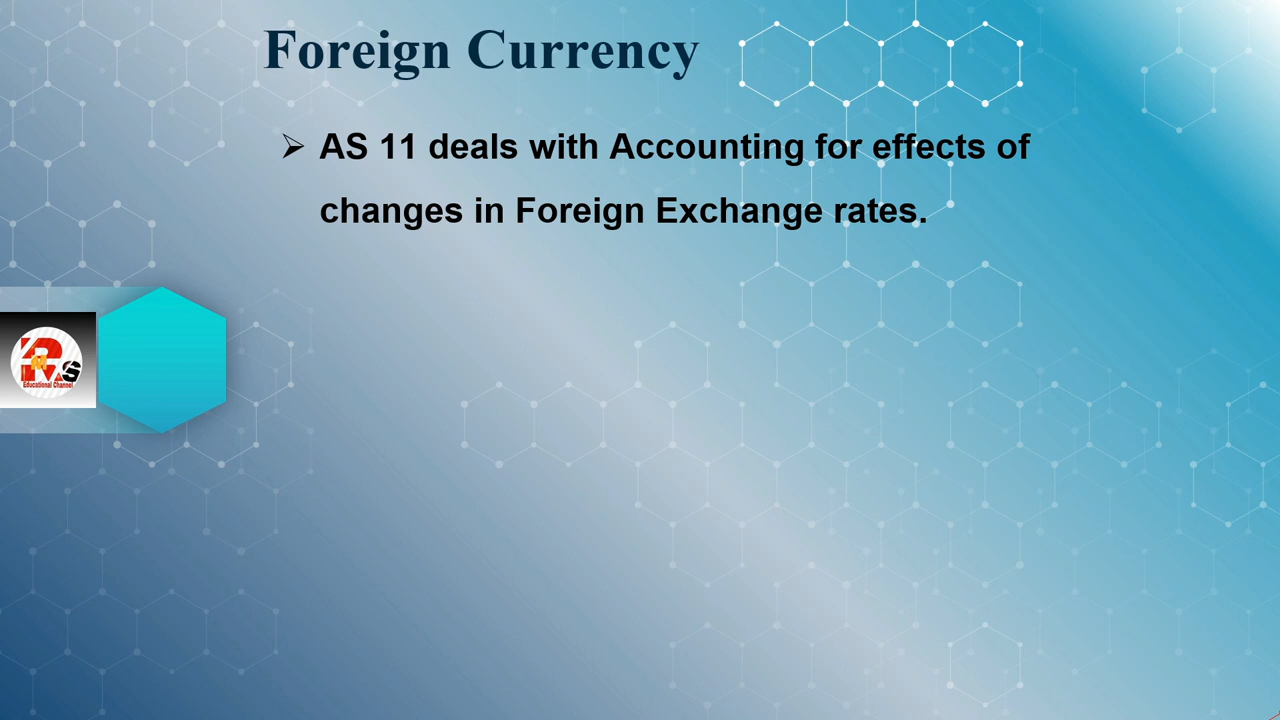 Foreign Currency
➢ AS 11 deals with Accounting for effects of
changes in Foreign Exchange rates.
Educational Channel